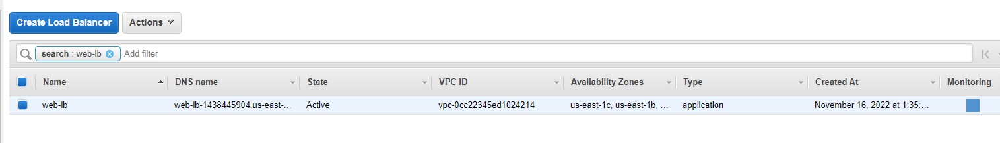 Create Load Balancer Actions
search : web-lb Add filter
Name DNS name State VPC ID Availability Zones Type Created At Monitoring
web-lb web-lb-1438445904.us-east-... Active vpc-0cc22345ed1024214 us-east-1c, us-east-1b, ... application November 16, 2022 at 1:35:...